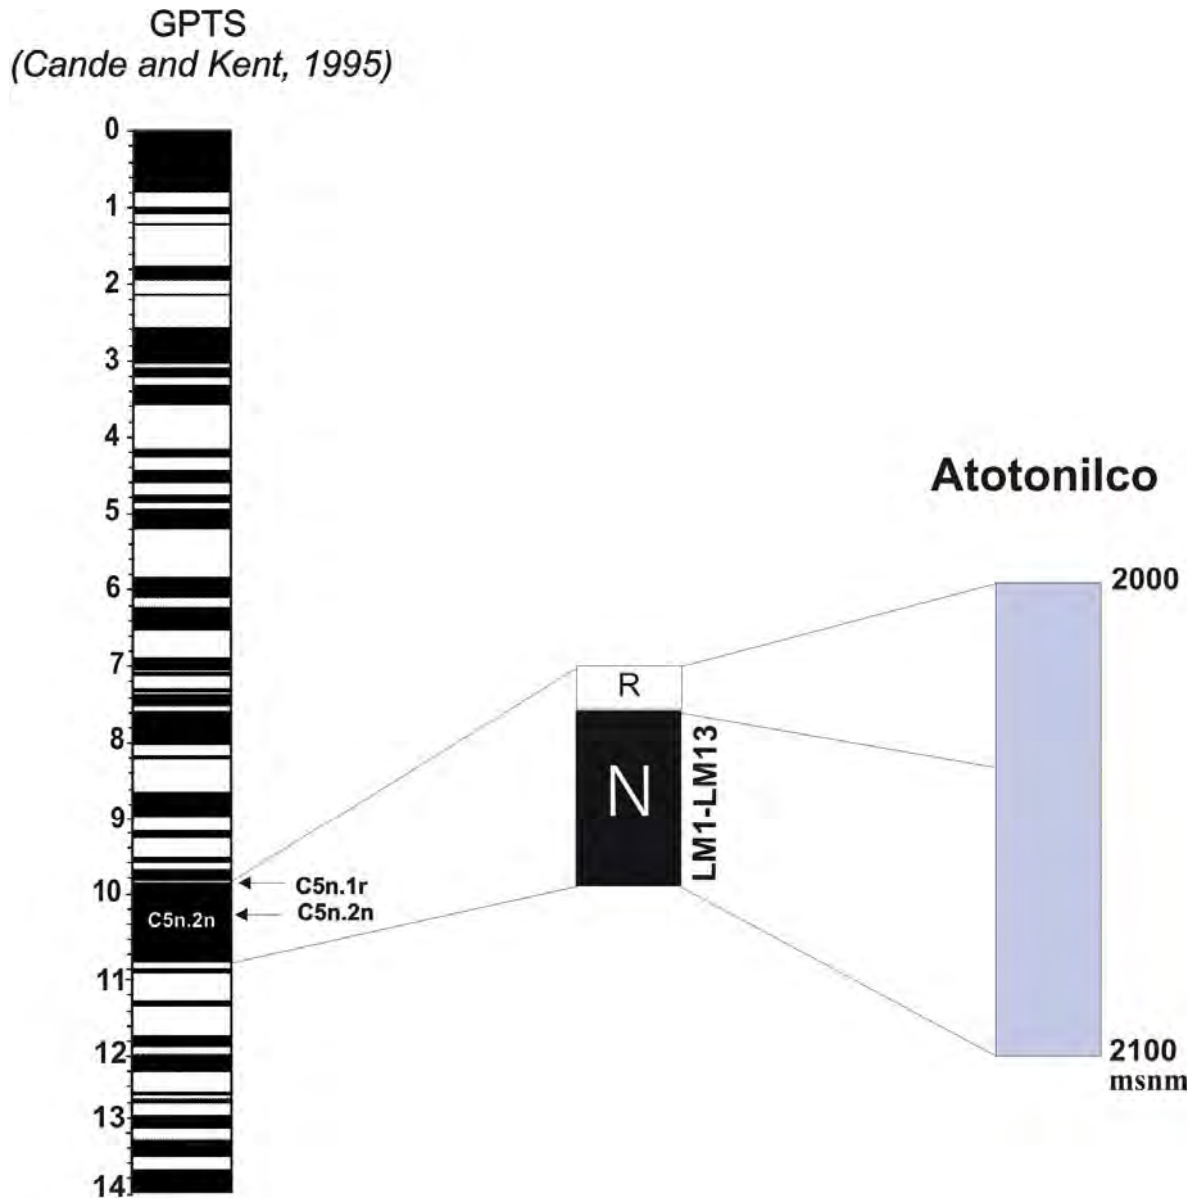 GPTS
(Cande and Kent, 1995)
0
1
2
3
4
5
6
7
8
9
10
11
12
13
14
C5n.2n
C5n.1r
C5n.2n
R
N
LM1-LM13
Atotonilco
2000
2100
msnm